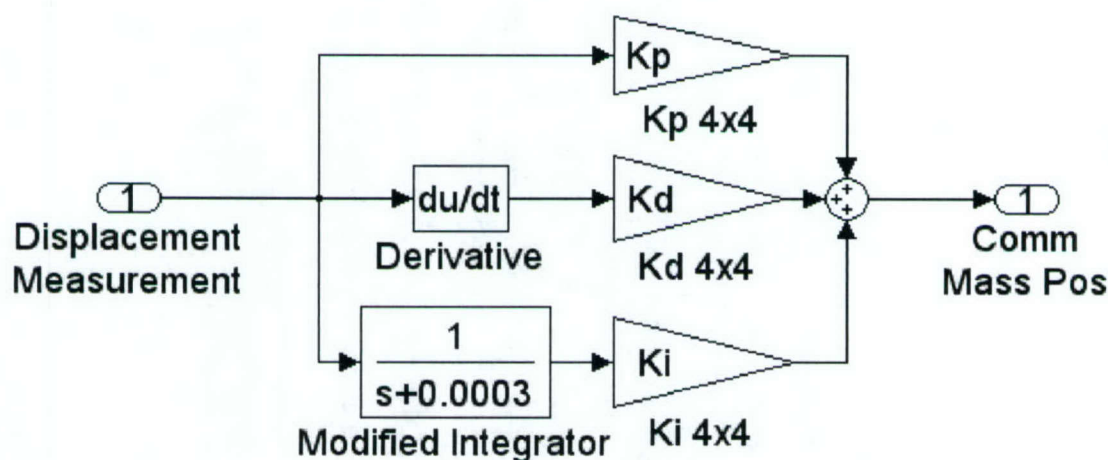 Kp
Kp 4x4
1
Displacement
Measurement
du/dt
Derivative
Kd
Kd 4x4
+
+
+
1
Comm
Mass Pos
1
s+0.0003
Modified Integrator
Ki
Ki 4x4